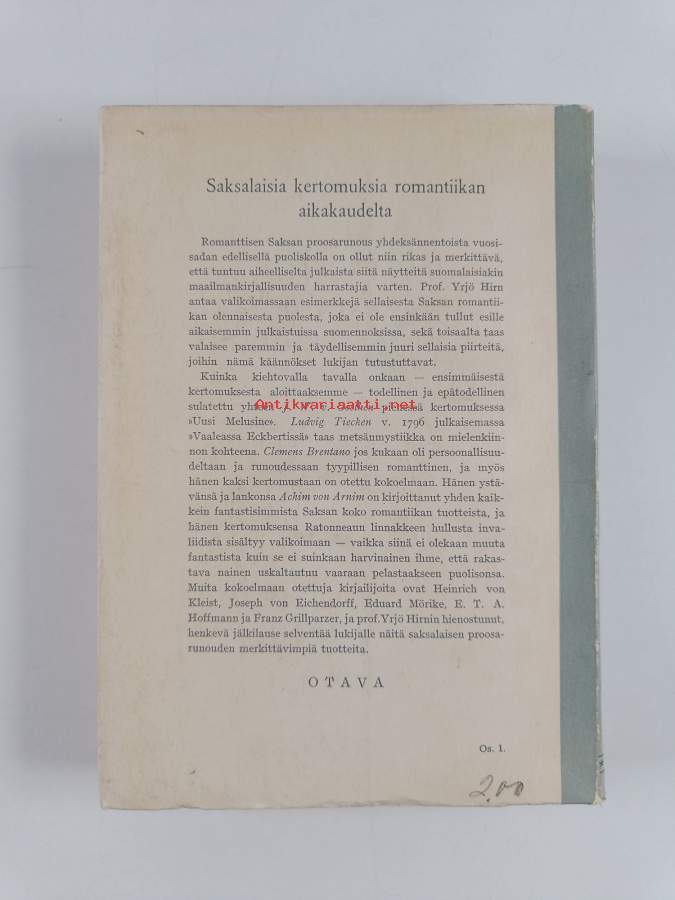 Saksalaisia kertomuksia romantiikan
aikakaudelta
Romanttisen Saksan proosarunous yhdeksännentoista vuosi-
sadan edellisellä puoliskolla on ollut niin rikas ja merkittävä,
että tuntuu aiheelliselta julkaista siitä näytteitä suomalaisiakin
maailmankirjallisuuden harrastajia varten. Prof. Yrjö Hirn
antaa valikoimassaan esimerkkejä sellaisesta Saksan romantii-
kan olennaisesta puolesta, joka ei ole ensinkään tullut esille
aikaisemmin julkaistuissa suomennoksissa, sekä toisaalta taas
valaisee paremmin ja täydellisemmin juuri sellaisia piirteitä,
joihin nämä käännökset lukijan tutustuttavat.
Kuinka kiehtovalla tavalla onkaan — ensimmäisestä
kertomuksesta aloittaaksemme — todellinen ja epätodellinen
sulatettu kertomuksessa
Antikvariaatti.net
»Uusi Melusine». Ludvig Tiecken v. 1796 julkaisemassa
»Vaaleassa Eckbertissä» taas metsänmystiikka on mielenkiin-
non kohteena. Clemens Brentano jos kukaan oli persoonallisuu-
deltaan ja runoudessaan tyypillisen romanttinen, ja myös
hänen kaksi kertomustaan on otettu kokoelmaan. Hänen ystä-
vänsä ja lankonsa Achim von Arnim on kirjoittanut yhden kaik-
kein fantastisimmista Saksan koko romantiikan tuotteista, ja
hänen kertomuksensa Ratonneaun linnakkeen hullusta inva-
liidista sisältyy valikoimaan — vaikka siinä ei olekaan muuta
fantastista kuin se ei suinkaan harvinainen ihme, että rakas-
tava nainen uskaltautuu vaaraan pelastaakseen puolisonsa.
Muita kokoelmaan otettuja kirjailijoita ovat Heinrich von
Kleist, Joseph von Eichendorff, Eduard Mörike, E. T. A.
Hoffmann ja Franz Grillparzer, ja prof. Yrjö Hirnin hienostunut,
henkevä jälkilause selventää lukijalle näitä saksalaisen proosa-
runouden merkittävimpiä tuotteita.
OTAVA
Os. 1.
2,00